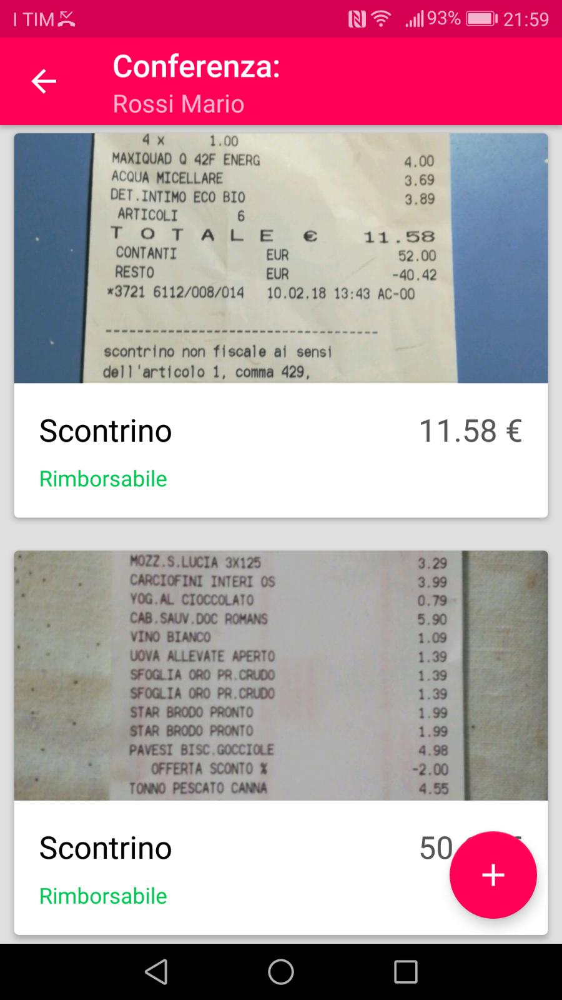 I TIM 93% 21:59
Conferenza:
Rossi Mario
4 x 1.00
MAXIQUAD Q 42F ENERG 4.00
ACQUA MICELLARE 3.69
DET.INTIMO ECO BIO 3.89
ARTICOLI 6
TOTALE € 11.58
CONTANTI EUR 52.00
RESTO EUR -40.42
*3721 6112/008/014 10.02.18 13:43 AC-00
-----------------------------------
scontrino non fiscale ai sensi
dell'articolo 1, comma 429,
Scontrino 11.58 €
Rimborsabile
MOZZ.S.LUCIA 3X125 3.29
CARCIOFINI INTERI OS 3.99
YOG.AL CIOCCOLATO 0.79
CAB.SAUV.DOC ROMANS 5.90
VINO BIANCO 1.09
UOVA ALLEVATE APERTO 1.39
SFOGLIA ORO PR.CRUDO 1.39
SFOGLIA ORO PR.CRUDO 1.39
STAR BRODO PRONTO 1.99
STAR BRODO PRONTO 1.99
PAVESI BISC.GOCCIOLE 4.98
OFFERTA SCONTO % -2.00
TONNO PESCATO CANNA 4.55
Scontrino 50
Rimborsabile